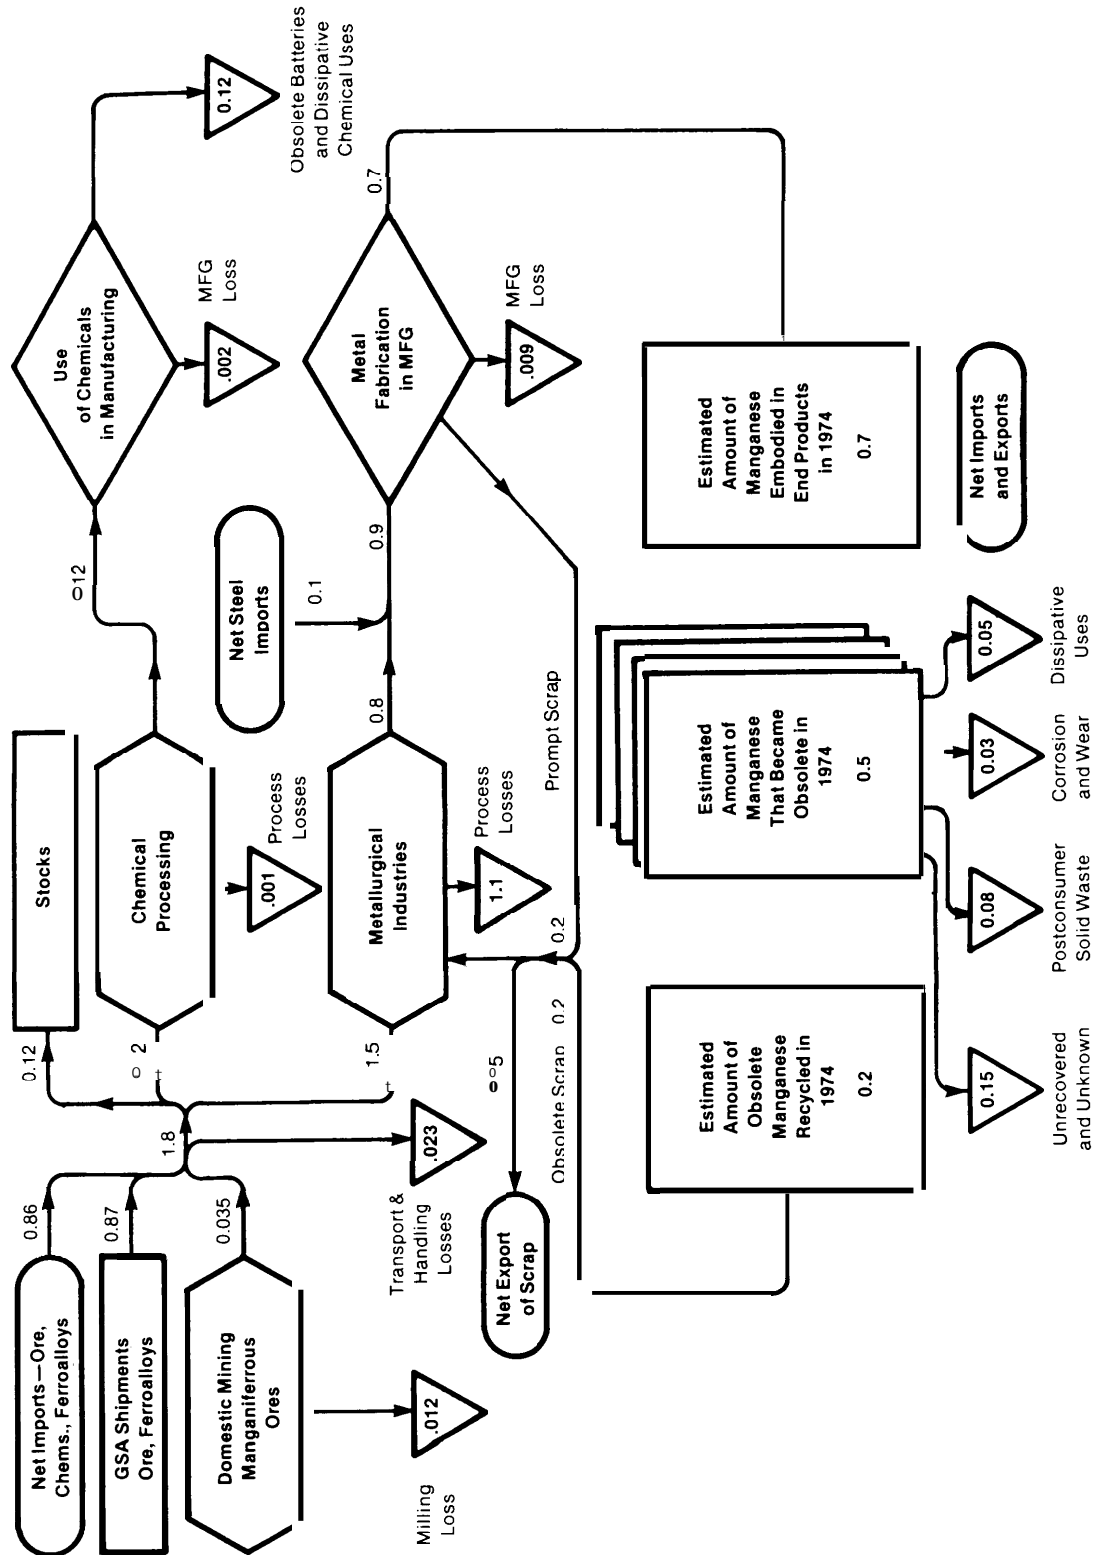 Net Imports—Ore,
Chems., Ferroalloys
0.86
GSA Shipments
Ore, Ferroalloys
0.87
Domestic Mining
Manganiferrous
Ores
0.035
.012
Milling
Loss
1.8
.023
Transport &
Handling
Losses
0.12
Stocks
2
Chemical
Processing
.001
Process
Losses
12
Use
of Chemicals
in Manufacturing
.002
MFG
Loss
0.12
Obsolete Batteries
and Dissipative
Chemical Uses
1.5
Metallurgical
Industries
1.1
Process
Losses
0.8
Net Steel
Imports
0.1
0.9
Metal
Fabrication
in MFG
.009
MFG
Loss
0.7
Prompt Scrap
0.2
5
Net Export
of Scrap
Obsolete Scrap
0.2
Estimated
Amount of
Obsolete
Manganese
Recycled in
1974
0.2
Estimated
Amount of
Manganese
That Became
Obsolete in
1974
0.5
Estimated
Amount of
Manganese
Embodied in
End Products
in 1974
0.7
Net Imports
and Exports
0.15
Unrecovered
and Unknown
0.08
Postconsumer
Solid Waste
0.03
Corrosion
and Wear
0.05
Dissipative
Uses